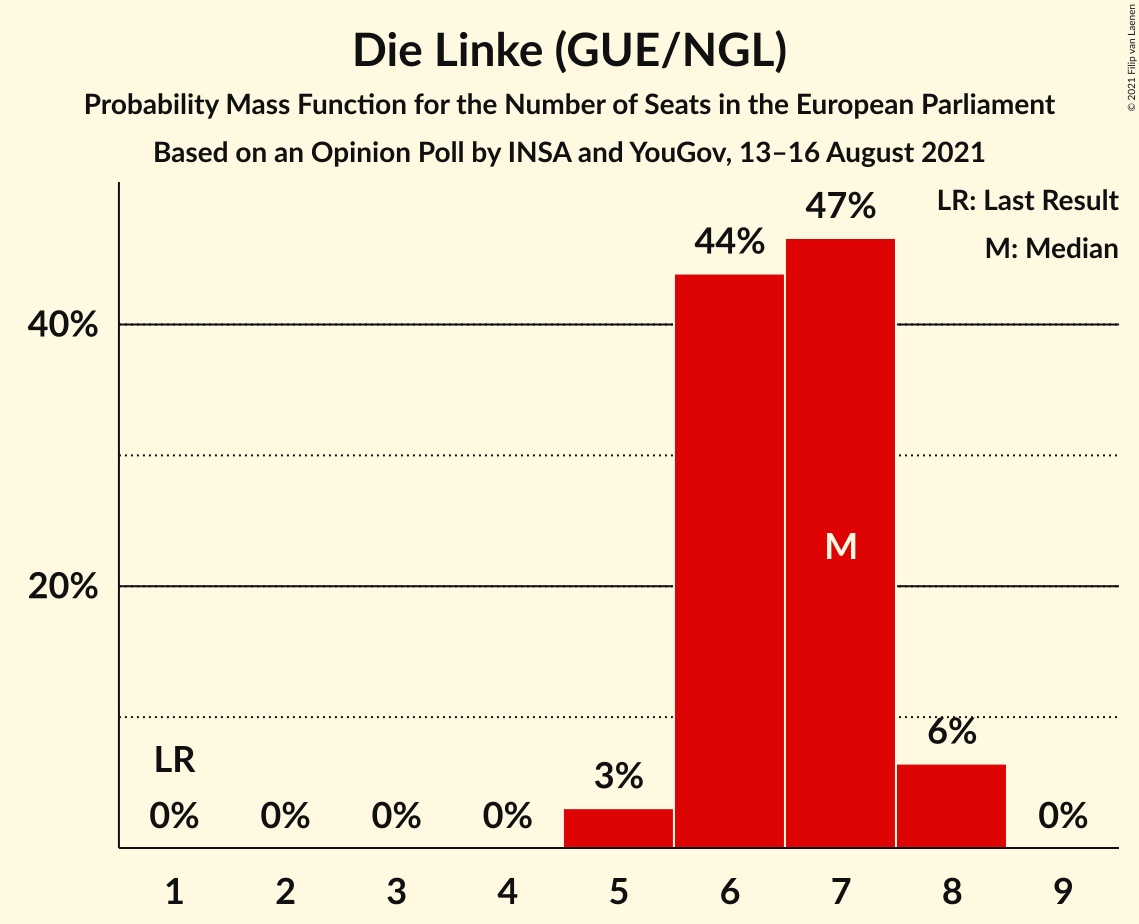 Die Linke (GUE/NGL)
Probability Mass Function for the Number of Seats in the European Parliament
Based on an Opinion Poll by INSA and YouGov, 13–16 August 2021
© 2021 Filip van Laenen
LR: Last Result
M: Median
47%
44%
40%
M
20%
6%
3%
LR
0% 0% 0% 0% 0%
1 2 3 4 5 6 7 8 9